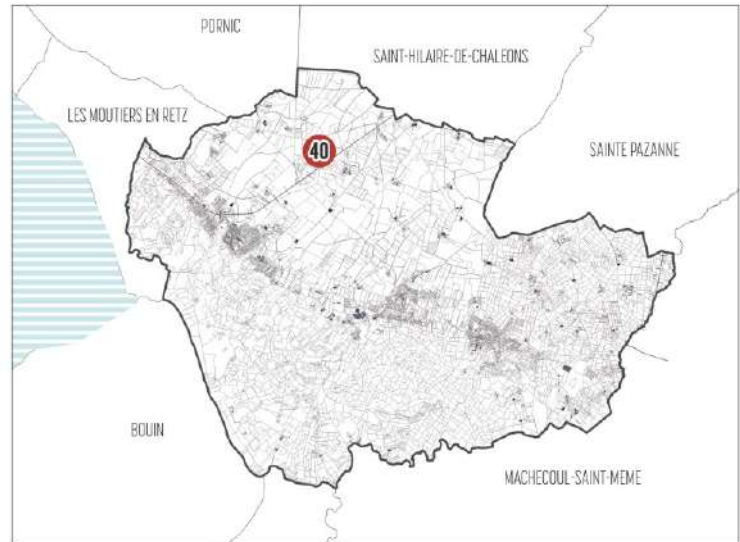 PORNIC
SAINT-HILAIRE-DE-CHALEONS
LES MOUTIERS EN RETZ
40
SAINTE PAZANNE
BOUIN
MACHECOUL-SAINT-MEME